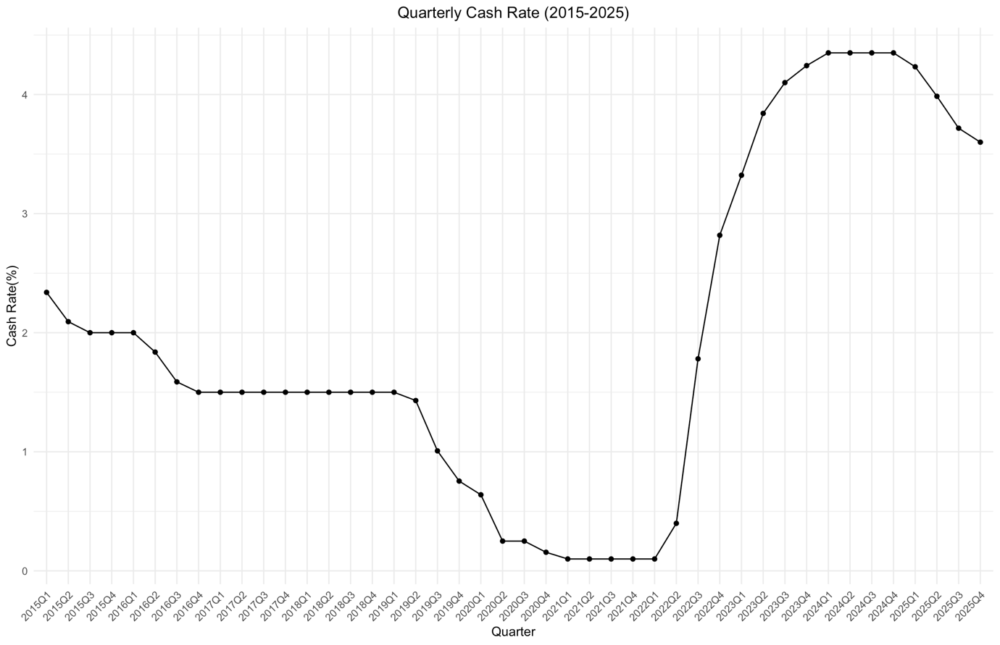 Quarterly Cash Rate (2015-2025)
Cash Rate(%)
4
3
2
1
0
2015Q1
2015Q2
2015Q3
2015Q4
2016Q1
2016Q2
2016Q3
2016Q4
2017Q1
2017Q2
2017Q3
2017Q4
2018Q1
2018Q2
2018Q3
2018Q4
2019Q1
2019Q2
2019Q3
2019Q4
2020Q1
2020Q2
2020Q3
2020Q4
2021Q1
2021Q2
2021Q3
2021Q4
2022Q1
2022Q2
2022Q3
2022Q4
2023Q1
2023Q2
2023Q3
2023Q4
2024Q1
2024Q2
2024Q3
2024Q4
2025Q1
2025Q2
2025Q3
2025Q4
Quarter